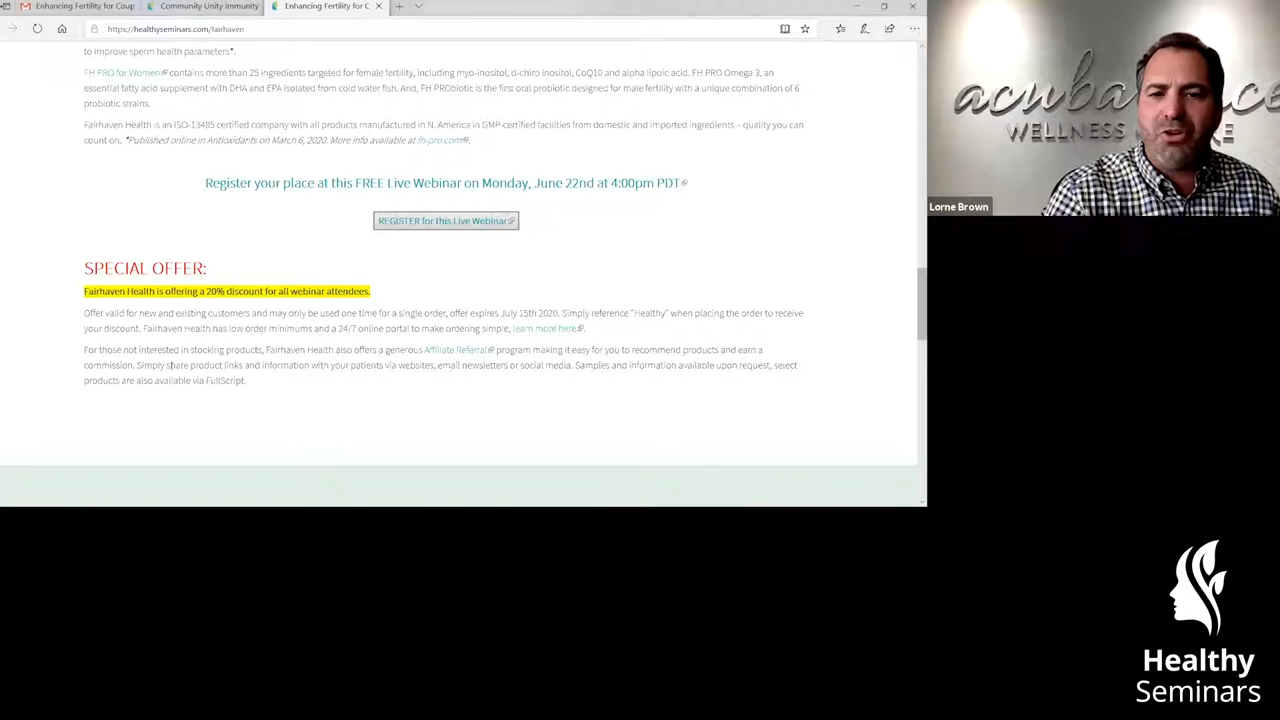 Enhancing Fertility for Coup
Community Unity Immunity
Enhancing Fertility for C
https://healthyseminars.com/fairhaven
to improve sperm health parameters*.
FH PRO for Women contains more than 25 ingredients targeted for female fertility, including myo-inositol, d-chiro inositol, CoQ10 and alpha lipoic acid. FH PRO Omega 3, an
essential fatty acid supplement with DHA and EPA isolated from cold water fish. And, FH PRObiotic is the first oral probiotic designed for male fertility with a unique combination of 6
probiotic strains.
Fairhaven Health is an ISO-13485 certified company with all products manufactured in N. America in GMP-certified facilities from domestic and imported ingredients – quality you can
count on. *Published online in Antioxidants on March 6, 2020. More info available at fh-pro.com.
Register your place at this FREE Live Webinar on Monday, June 22nd at 4:00pm PDT
REGISTER for this Live Webinar
SPECIAL OFFER:
Fairhaven Health is offering a 20% discount for all webinar attendees.
Offer valid for new and existing customers and may only be used one time for a single order, offer expires July 15th 2020. Simply reference "Healthy" when placing the order to receive
your discount. Fairhaven Health has low order minimums and a 24/7 online portal to make ordering simple, learn more here.
For those not interested in stocking products, Fairhaven Health also offers a generous Affiliate Referral program making it easy for you to recommend products and earn a
commission. Simply share product links and information with your patients via websites, email newsletters or social media. Samples and information available upon request, select
products are also available via FullScript.
WELLNESS
Lorne Brown
Healthy
Seminars